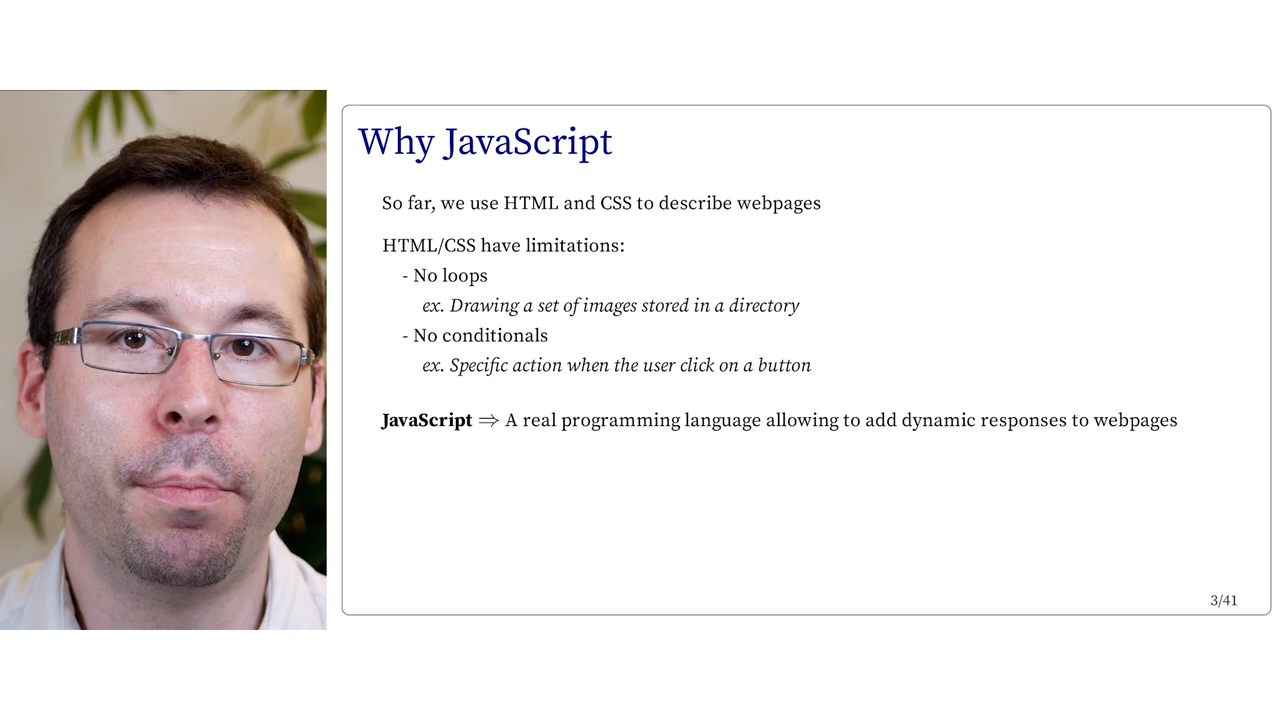 Why JavaScript
So far, we use HTML and CSS to describe webpages
HTML/CSS have limitations:
- No loops
ex. Drawing a set of images stored in a directory
- No conditionals
ex. Specific action when the user click on a button
JavaScript ⇒ A real programming language allowing to add dynamic responses to webpages
3/41